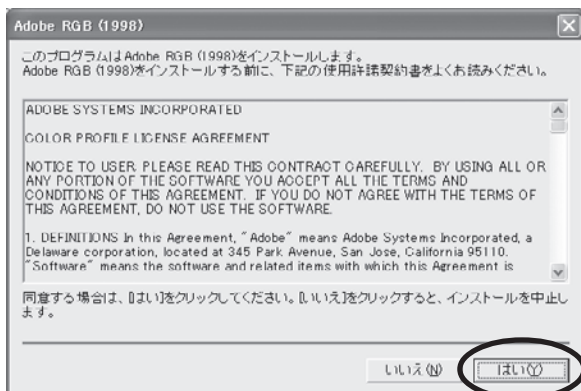 Adobe RGB (1998)
このプログラムはAdobe RGB (1998)をインストールします。
Adobe RGB (1998)をインストールする前に、下記の使用許諾契約書をよくお読みください。
ADOBE SYSTEMS INCORPORATED
COLOR PROFILE LICENSE AGREEMENT
NOTICE TO USER: PLEASE READ THIS CONTRACT CAREFULLY. BY USING ALL OR
ANY PORTION OF THE SOFTWARE YOU ACCEPT ALL THE TERMS AND
CONDITIONS OF THIS AGREEMENT. IF YOU DO NOT AGREE WITH THE TERMS OF
THIS AGREEMENT, DO NOT USE THE SOFTWARE.
1. DEFINITIONS In this Agreement, "Adobe" means Adobe Systems Incorporated, a
Delaware corporation, located at 345 Park Avenue, San Jose, California 95110.
"Software" means the software and related items with which this Agreement is
同意する場合は、[はい]をクリックしてください。[いいえ]をクリックすると、インストールを中止し
ます。
いいえ(N) はい(Y)